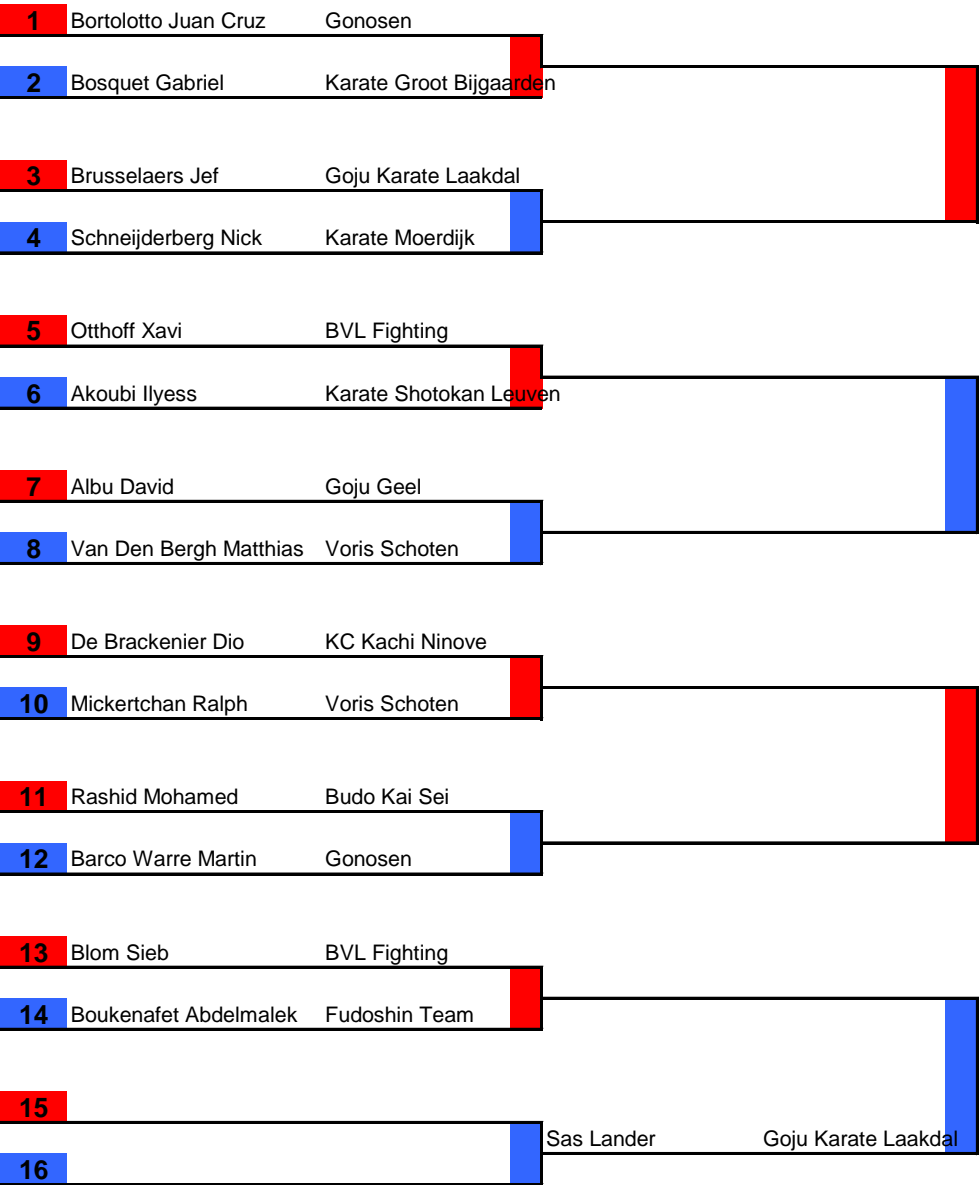 1 Bortolotto Juan Cruz Gonosen
2 Bosquet Gabriel Karate Groot Bijgaarden
3 Brusselaers Jef Goju Karate Laakdal
4 Schneijderberg Nick Karate Moerdijk
5 Otthoff Xavi BVL Fighting
6 Akoubi Ilyess Karate Shotokan Leuven
7 Albu David Goju Geel
8 Van Den Bergh Matthias Voris Schoten
9 De Brackenier Dio KC Kachi Ninove
10 Mickertchan Ralph Voris Schoten
11 Rashid Mohamed Budo Kai Sei
12 Barco Warre Martin Gonosen
13 Blom Sieb BVL Fighting
14 Boukenafet Abdelmalek Fudoshin Team
15
Sas Lander Goju Karate Laakdal
16